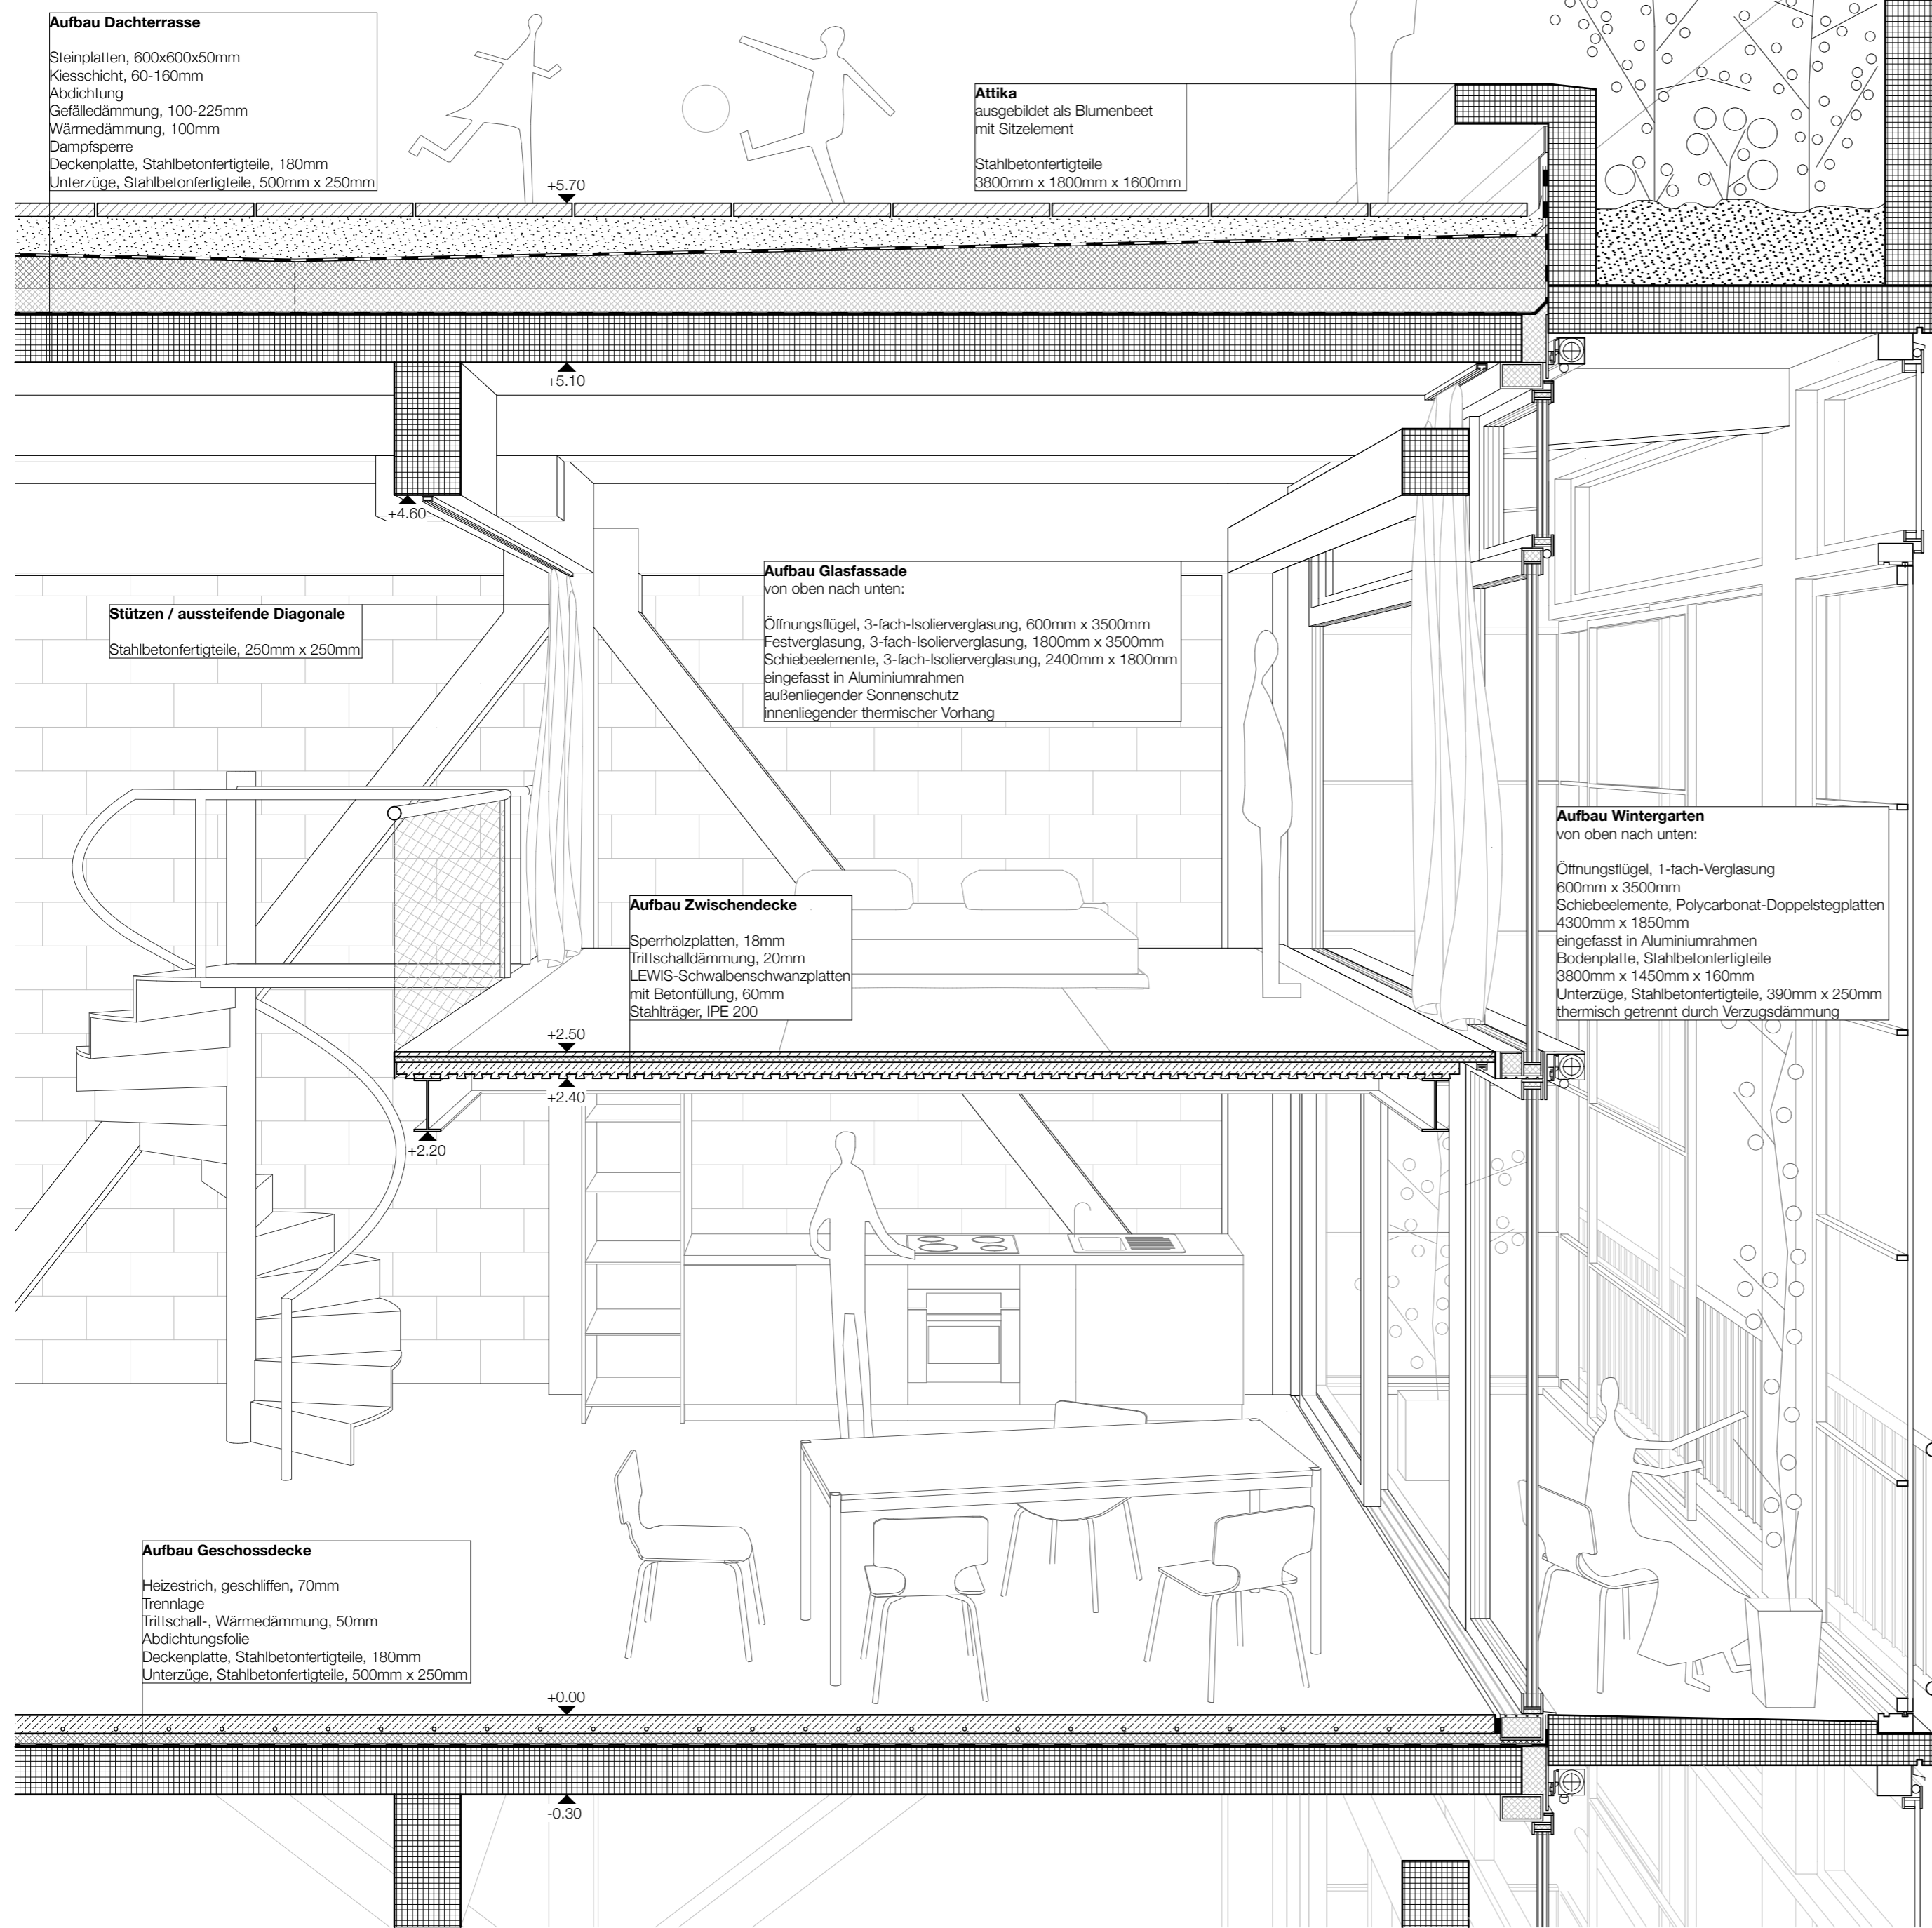 Aufbau Dachterrasse
Steinplatten, 600x600x50mm
Kiesschicht, 60-160mm
Abdichtung
Gefälledämmung, 100-225mm
Wärmedämmung, 100mm
Dampfsperre
Deckenplatte, Stahlbetonfertigteile, 180mm
Unterzüge, Stahlbetonfertigteile, 500mm x 250mm
Attika
ausgebildet als Blumenbeet
mit Sitzelement
Stahlbetonfertigteile
3800mm x 1800mm x 1600mm
+5.70
+5.10
+4.60
Aufbau Glasfassade
von oben nach unten:
Öffnungsflügel, 3-fach-Isolierverglasung, 600mm x 3500mm
Festverglasung, 3-fach-Isolierverglasung, 1800mm x 3500mm
Schiebeelemente, 3-fach-Isolierverglasung, 2400mm x 1800mm
eingefasst in Aluminiumrahmen
außenliegender Sonnenschutz
innenliegender thermischer Vorhang
Stützen / aussteifende Diagonale
Stahlbetonfertigteile, 250mm x 250mm
Aufbau Wintergarten
von oben nach unten:
Öffnungsflügel, 1-fach-Verglasung
600mm x 3500mm
Schiebeelemente, Polycarbonat-Doppelstegplatten
4300mm x 1850mm
eingefasst in Aluminiumrahmen
Bodenplatte, Stahlbetonfertigteile
3800mm x 1450mm x 160mm
Unterzüge, Stahlbetonfertigteile, 390mm x 250mm
thermisch getrennt durch Verzugsdämmung
Aufbau Zwischendecke
Sperrholzplatten, 18mm
Trittschalldämmung, 20mm
LEWIS-Schwalbenschwanzplatten
mit Betonfüllung, 60mm
Stahlträger, IPE 200
+2.50
+2.40
+2.20
Aufbau Geschossdecke
Heizestrich, geschliffen, 70mm
Trennlage
Trittschall-, Wärmedämmung, 50mm
Abdichtungsfolie
Deckenplatte, Stahlbetonfertigteile, 180mm
Unterzüge, Stahlbetonfertigteile, 500mm x 250mm
+0.00
-0.30